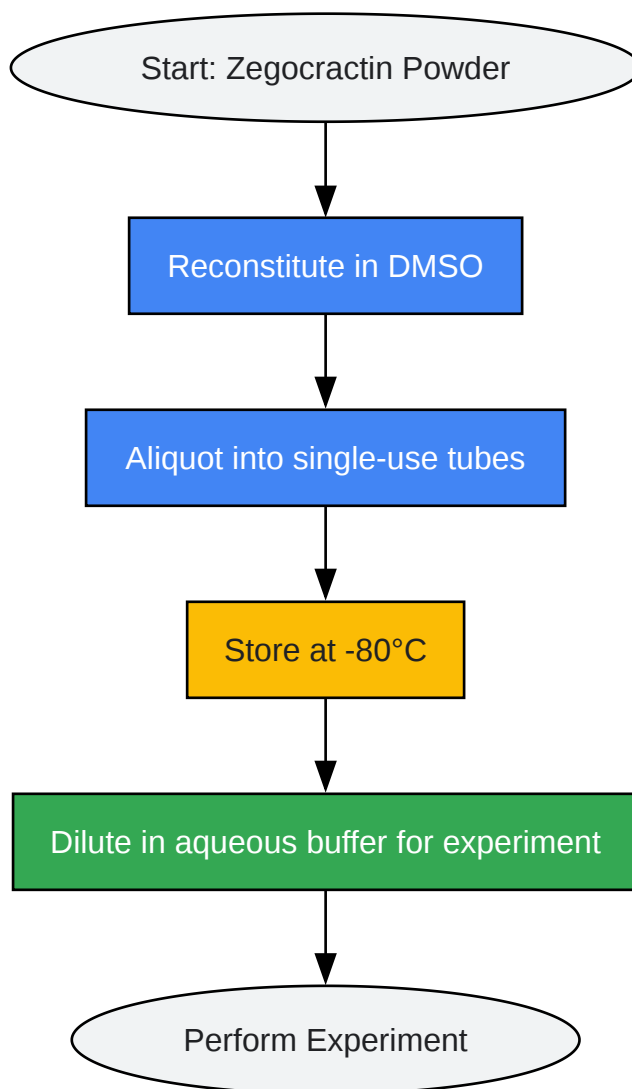 Start: Zegocractin Powder
Reconstitute in DMSO
Aliquot into single-use tubes
Store at -80°C
Dilute in aqueous buffer for experiment
Perform Experiment